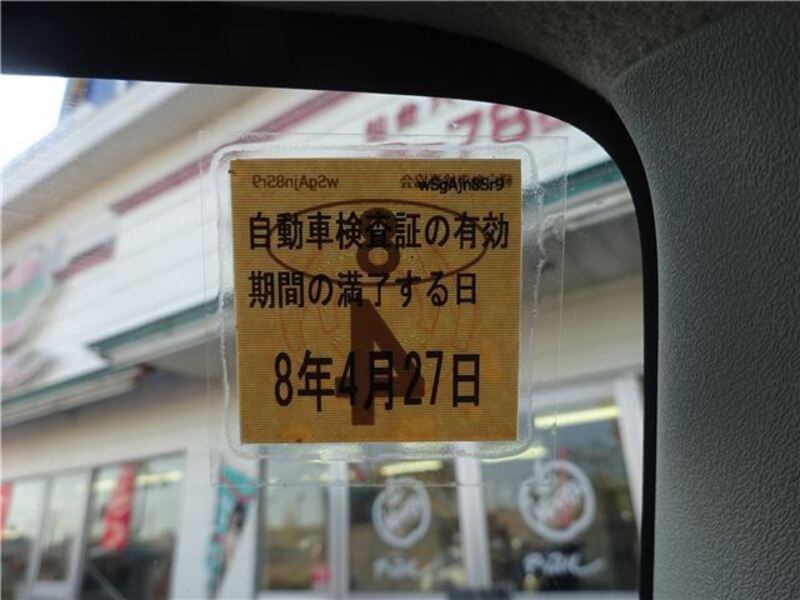 wSgAjn8Sr9
自動車検査証の有効
期間の満了する日
8年4月27日